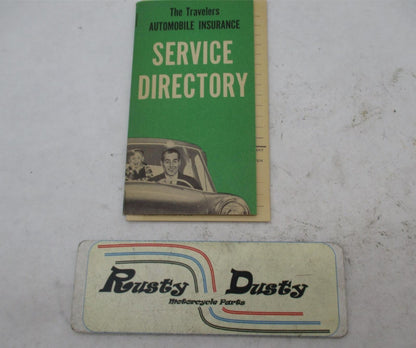 The Travelers
AUTOMOBILE INSURANCE
SERVICE
DIRECTORY
Rusty Dusty
Motorcycle Parts